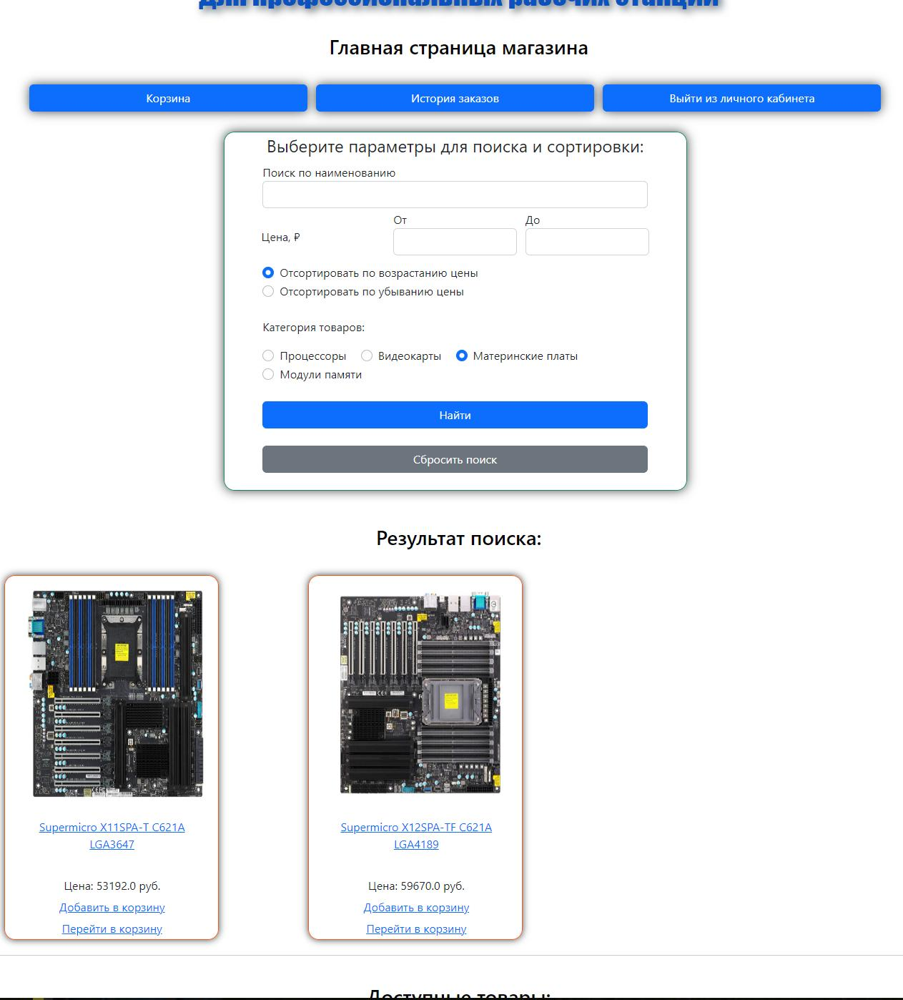 для профессиональных рабочих станций
Главная страница магазина
Корзина
История заказов
Выйти из личного кабинета
Выберите параметры для поиска и сортировки:
Поиск по наименованию
От
До
Цена, ₽
Отсортировать по возрастанию цены
Отсортировать по убыванию цены
Категория товаров:
Процессоры
Видеокарты
Материнские платы
Модули памяти
Найти
Сбросить поиск
Результат поиска:
Supermicro X11SPA-T C621A
LGA3647
Цена: 53192.0 руб.
Добавить в корзину
Перейти в корзину
Supermicro X12SPA-TF C621A
LGA4189
Цена: 59670.0 руб.
Добавить в корзину
Перейти в корзину
Доступные товары: